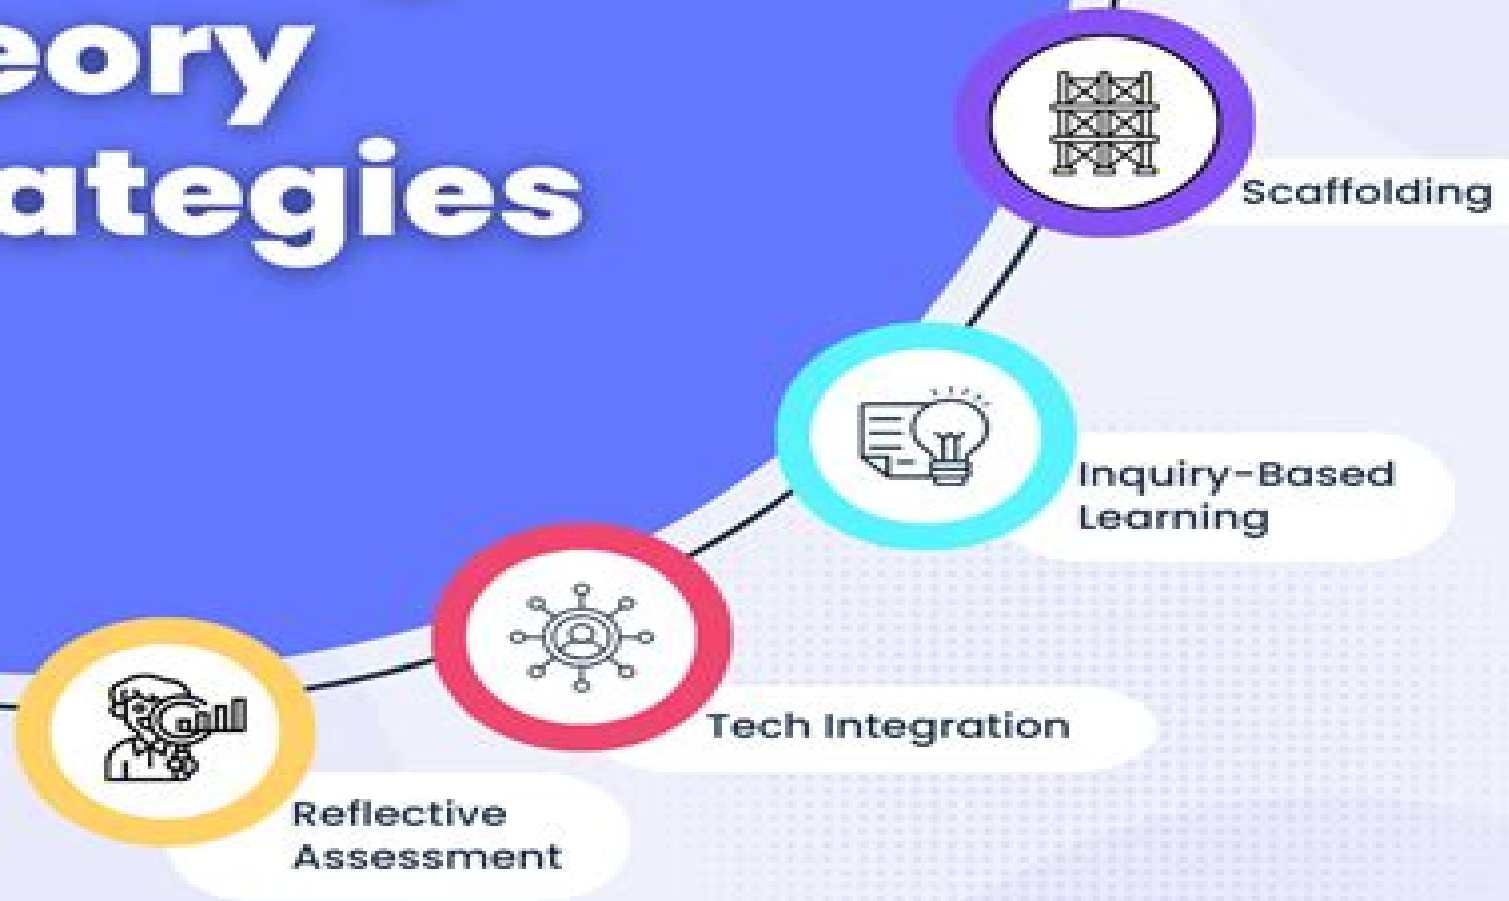 eory
ategies
Scaffolding
Inquiry-Based
Learning
Tech Integration
Reflective
Assessment